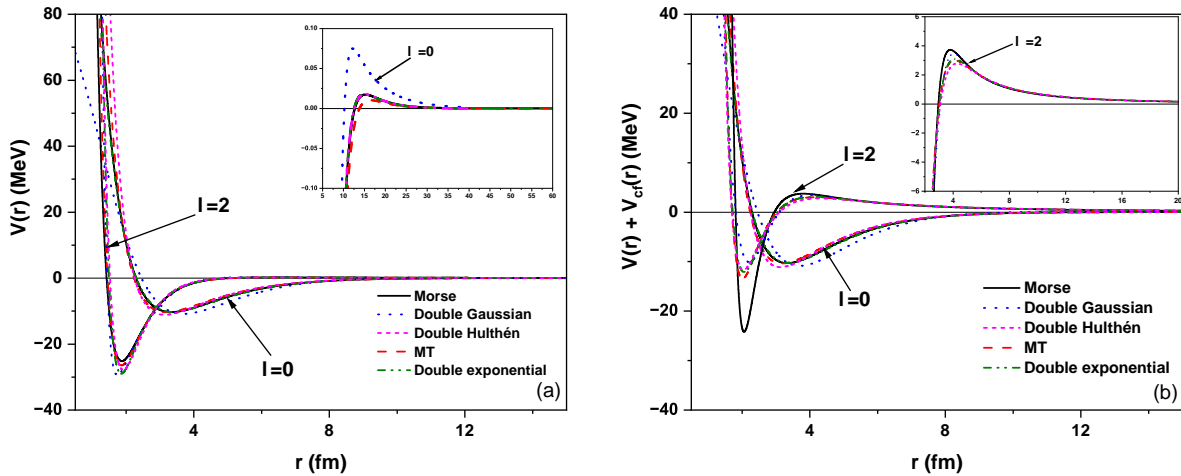 80
60
40
20
0
−20
−40
4
8
12
V(r) (MeV)
r (fm)
0.10
0.05
0.00
-0.05
-0.10
5
10
15
20
25
30
35
40
45
50
55
60
l =0
l =2
l =0
Morse
Double Gaussian
Double Hulthén
MT
Double exponential
(a)
40
20
0
−20
−40
4
8
12
V(r) + Vcf(r) (MeV)
r (fm)
6
4
2
0
-2
-4
-6
4
8
12
16
20
l =2
l =2
l =0
Morse
Double Gaussian
Double Hulthén
MT
Double exponential
(b)